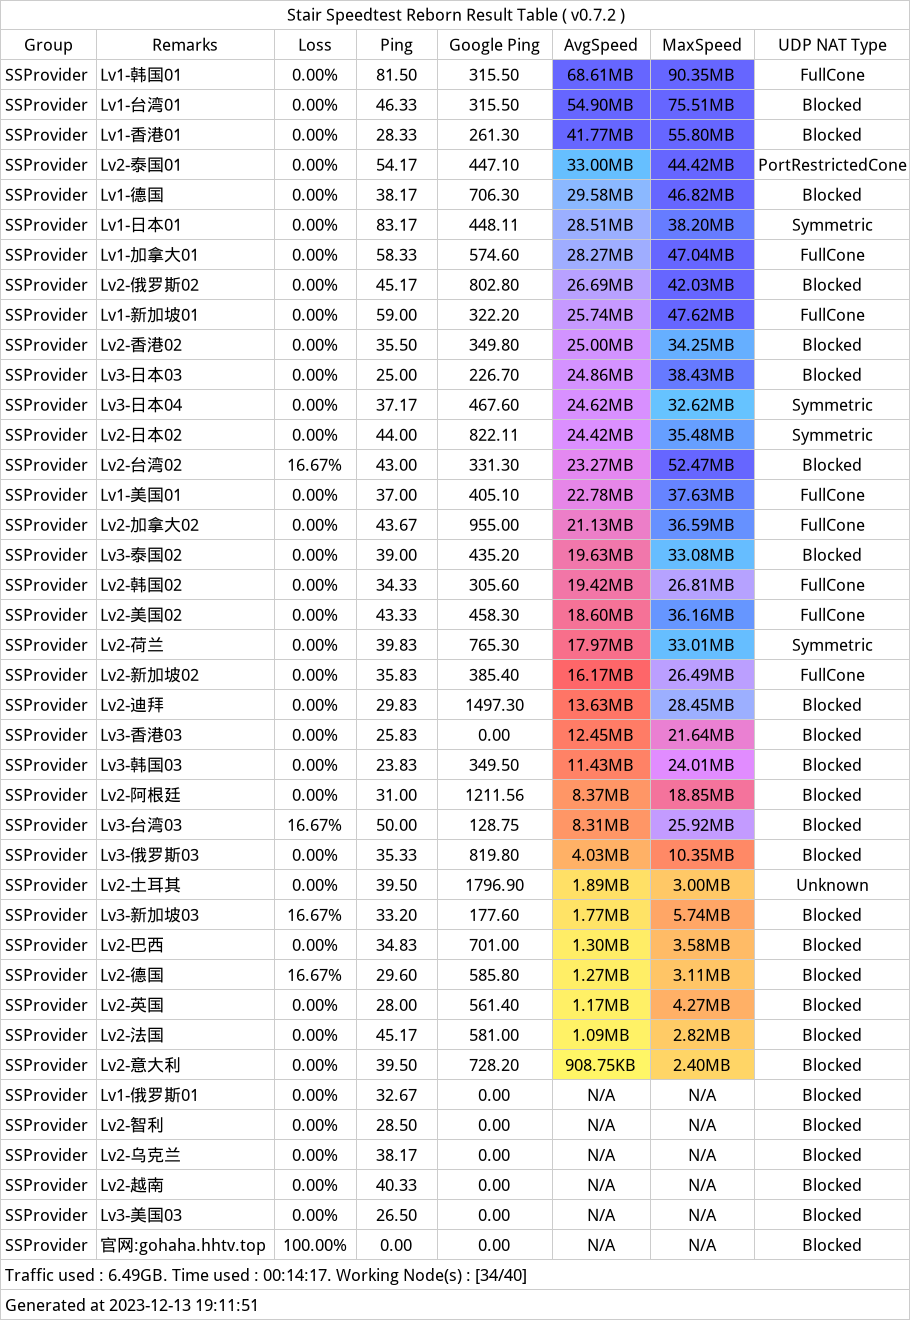 Stair Speedtest Reborn Result Table ( v0.7.2 )
Group Remarks Loss Ping Google Ping AvgSpeed MaxSpeed UDP NAT Type
SSProvider Lv1-韩国01 0.00% 81.50 315.50 68.61MB 90.35MB FullCone
SSProvider Lv1-台湾01 0.00% 46.33 315.50 54.90MB 75.51MB Blocked
SSProvider Lv1-香港01 0.00% 28.33 261.30 41.77MB 55.80MB Blocked
SSProvider Lv2-泰国01 0.00% 54.17 447.10 33.00MB 44.42MB PortRestrictedCone
SSProvider Lv1-德国 0.00% 38.17 706.30 29.58MB 46.82MB Blocked
SSProvider Lv1-日本01 0.00% 83.17 448.11 28.51MB 38.20MB Symmetric
SSProvider Lv1-加拿大01 0.00% 58.33 574.60 28.27MB 47.04MB FullCone
SSProvider Lv2-俄罗斯02 0.00% 45.17 802.80 26.69MB 42.03MB Blocked
SSProvider Lv1-新加坡01 0.00% 59.00 322.20 25.74MB 47.62MB FullCone
SSProvider Lv2-香港02 0.00% 35.50 349.80 25.00MB 34.25MB Blocked
SSProvider Lv3-日本03 0.00% 25.00 226.70 24.86MB 38.43MB Blocked
SSProvider Lv3-日本04 0.00% 37.17 467.60 24.62MB 32.62MB Symmetric
SSProvider Lv2-日本02 0.00% 44.00 822.11 24.42MB 35.48MB Symmetric
SSProvider Lv2-台湾02 16.67% 43.00 331.30 23.27MB 52.47MB Blocked
SSProvider Lv1-美国01 0.00% 37.00 405.10 22.78MB 37.63MB FullCone
SSProvider Lv2-加拿大02 0.00% 43.67 955.00 21.13MB 36.59MB FullCone
SSProvider Lv3-泰国02 0.00% 39.00 435.20 19.63MB 33.08MB Blocked
SSProvider Lv2-韩国02 0.00% 34.33 305.60 19.42MB 26.81MB FullCone
SSProvider Lv2-美国02 0.00% 43.33 458.30 18.60MB 36.16MB FullCone
SSProvider Lv2-荷兰 0.00% 39.83 765.30 17.97MB 33.01MB Symmetric
SSProvider Lv2-新加坡02 0.00% 35.83 385.40 16.17MB 26.49MB FullCone
SSProvider Lv2-迪拜 0.00% 29.83 1497.30 13.63MB 28.45MB Blocked
SSProvider Lv3-香港03 0.00% 25.83 0.00 12.45MB 21.64MB Blocked
SSProvider Lv3-韩国03 0.00% 23.83 349.50 11.43MB 24.01MB Blocked
SSProvider Lv2-阿根廷 0.00% 31.00 1211.56 8.37MB 18.85MB Blocked
SSProvider Lv3-台湾03 16.67% 50.00 128.75 8.31MB 25.92MB Blocked
SSProvider Lv3-俄罗斯03 0.00% 35.33 819.80 4.03MB 10.35MB Blocked
SSProvider Lv2-土耳其 0.00% 39.50 1796.90 1.89MB 3.00MB Unknown
SSProvider Lv3-新加坡03 16.67% 33.20 177.60 1.77MB 5.74MB Blocked
SSProvider Lv2-巴西 0.00% 34.83 701.00 1.30MB 3.58MB Blocked
SSProvider Lv2-德国 16.67% 29.60 585.80 1.27MB 3.11MB Blocked
SSProvider Lv2-英国 0.00% 28.00 561.40 1.17MB 4.27MB Blocked
SSProvider Lv2-法国 0.00% 45.17 581.00 1.09MB 2.82MB Blocked
SSProvider Lv2-意大利 0.00% 39.50 728.20 908.75KB 2.40MB Blocked
SSProvider Lv1-俄罗斯01 0.00% 32.67 0.00 N/A N/A Blocked
SSProvider Lv2-智利 0.00% 28.50 0.00 N/A N/A Blocked
SSProvider Lv2-乌克兰 0.00% 38.17 0.00 N/A N/A Blocked
SSProvider Lv2-越南 0.00% 40.33 0.00 N/A N/A Blocked
SSProvider Lv3-美国03 0.00% 26.50 0.00 N/A N/A Blocked
SSProvider 官网:gohaha.hhtv.top 100.00% 0.00 0.00 N/A N/A Blocked
Traffic used : 6.49GB. Time used : 00:14:17. Working Node(s) : [34/40]
Generated at 2023-12-13 19:11:51